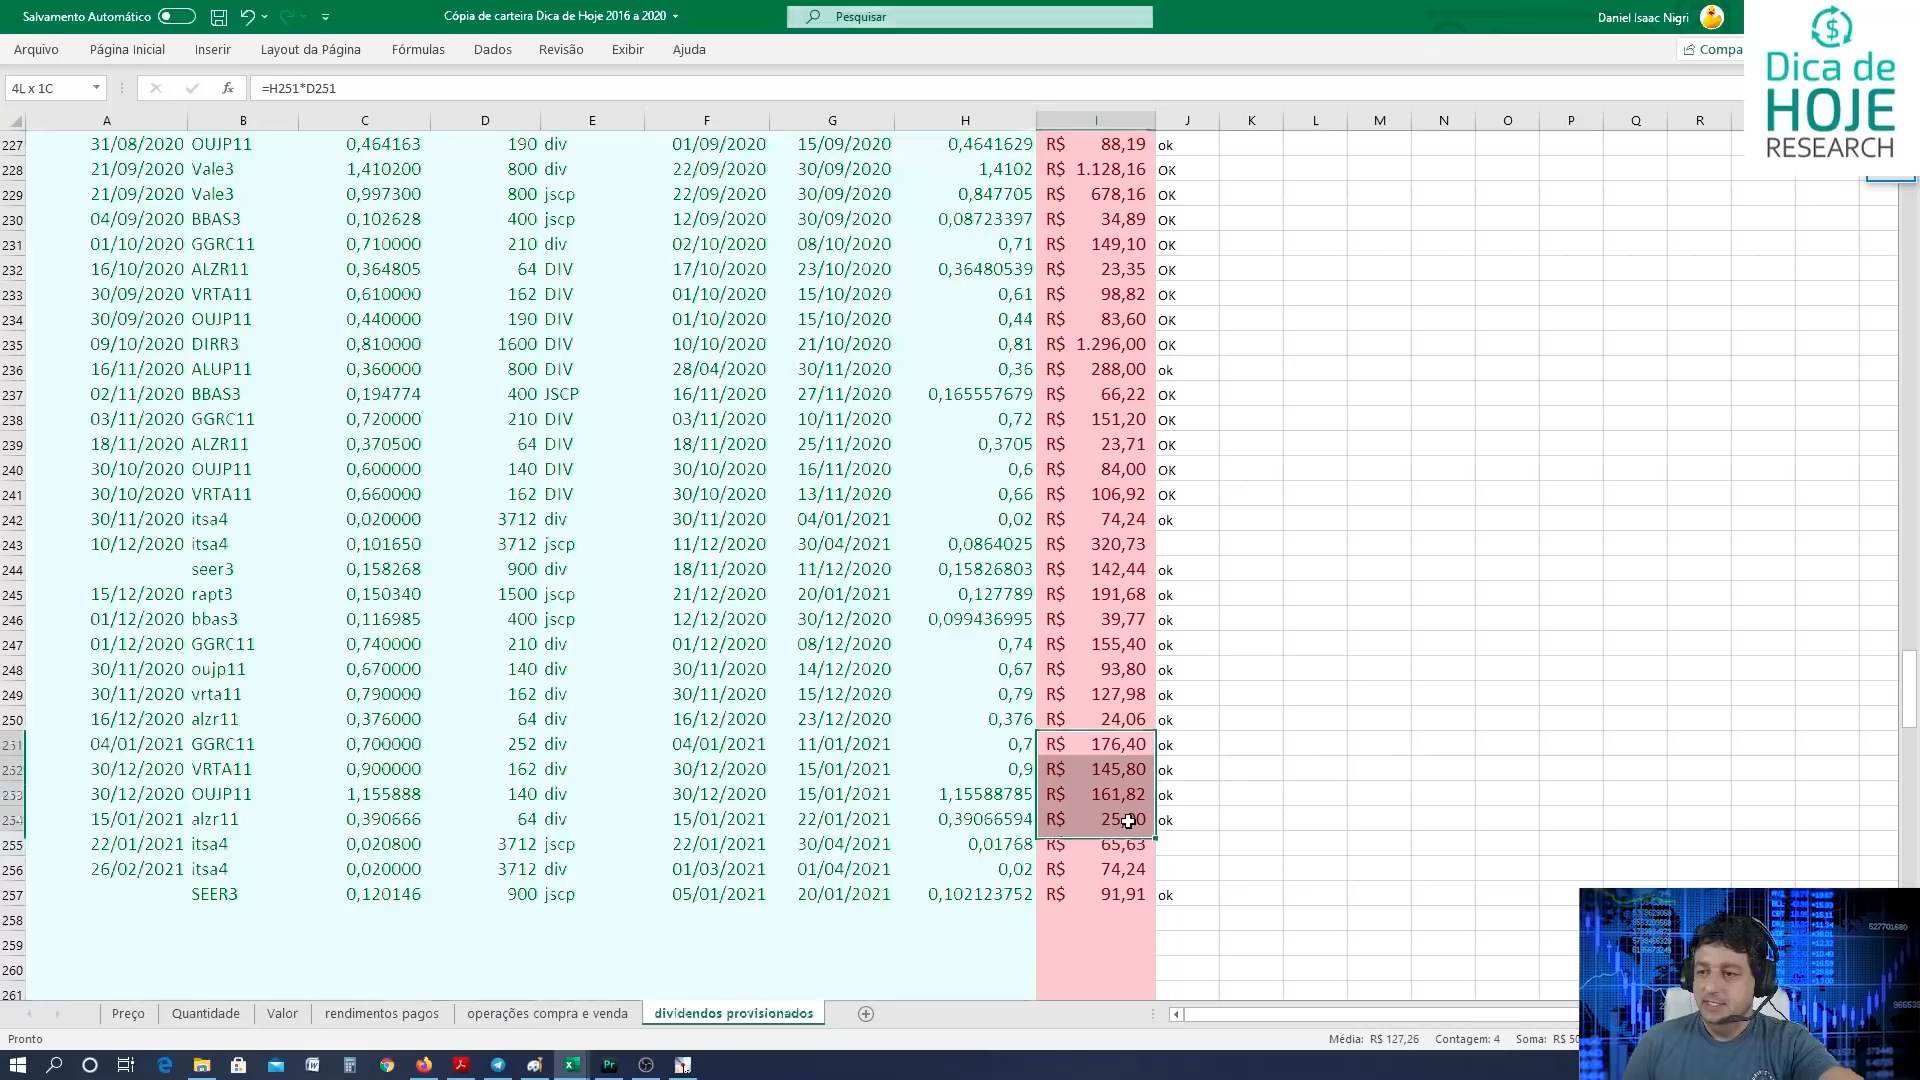 Salvamento Automático
Cópia de carteira Dica de Hoje 2016 a 2020
Pesquisar
Daniel Isaac Nigri
Arquivo Página Inicial Inserir Layout da Página Fórmulas Dados Revisão Exibir Ajuda
Compa
Dica de
HOJE
RESEARCH
4L x 1C fx =H251*D251
A B C D E F G H I J K L M N O P Q R
227 31/08/2020 OUJP11 0,464163 190 div 01/09/2020 15/09/2020 0,4641629 R$ 88,19 ok
228 21/09/2020 Vale3 1,410200 800 div 22/09/2020 30/09/2020 1,4102 R$ 1.128,16 OK
229 21/09/2020 Vale3 0,997300 800 jscp 22/09/2020 30/09/2020 0,847705 R$ 678,16 OK
230 04/09/2020 BBAS3 0,102628 400 jscp 12/09/2020 30/09/2020 0,08723397 R$ 34,89 OK
231 01/10/2020 GGRC11 0,710000 210 div 02/10/2020 08/10/2020 0,71 R$ 149,10 OK
232 16/10/2020 ALZR11 0,364805 64 DIV 17/10/2020 23/10/2020 0,36480539 R$ 23,35 OK
233 30/09/2020 VRTA11 0,610000 162 DIV 01/10/2020 15/10/2020 0,61 R$ 98,82 OK
234 30/09/2020 OUJP11 0,440000 190 DIV 01/10/2020 15/10/2020 0,44 R$ 83,60 OK
235 09/10/2020 DIRR3 0,810000 1600 DIV 10/10/2020 21/10/2020 0,81 R$ 1.296,00 OK
236 16/11/2020 ALUP11 0,360000 800 DIV 28/04/2020 30/11/2020 0,36 R$ 288,00 ok
237 02/11/2020 BBAS3 0,194774 400 JSCP 16/11/2020 27/11/2020 0,165557679 R$ 66,22 OK
238 03/11/2020 GGRC11 0,720000 210 DIV 03/11/2020 10/11/2020 0,72 R$ 151,20 OK
239 18/11/2020 ALZR11 0,370500 64 DIV 18/11/2020 25/11/2020 0,3705 R$ 23,71 OK
240 30/10/2020 OUJP11 0,600000 140 DIV 30/10/2020 16/11/2020 0,6 R$ 84,00 OK
241 30/10/2020 VRTA11 0,660000 162 DIV 30/10/2020 13/11/2020 0,66 R$ 106,92 OK
242 30/11/2020 itsa4 0,020000 3712 div 30/11/2020 04/01/2021 0,02 R$ 74,24 ok
243 10/12/2020 itsa4 0,101650 3712 jscp 11/12/2020 30/04/2021 0,0864025 R$ 320,73
244 seer3 0,158268 900 div 18/11/2020 11/12/2020 0,15826803 R$ 142,44 ok
245 15/12/2020 rapt3 0,150340 1500 jscp 21/12/2020 20/01/2021 0,127789 R$ 191,68 ok
246 01/12/2020 bbas3 0,116985 400 jscp 12/12/2020 30/12/2020 0,099436995 R$ 39,77 ok
247 01/12/2020 GGRC11 0,740000 210 div 01/12/2020 08/12/2020 0,74 R$ 155,40 ok
248 30/11/2020 oujp11 0,670000 140 div 30/11/2020 14/12/2020 0,67 R$ 93,80 ok
249 30/11/2020 vrta11 0,790000 162 div 30/11/2020 15/12/2020 0,79 R$ 127,98 ok
250 16/12/2020 alzr11 0,376000 64 div 16/12/2020 23/12/2020 0,376 R$ 24,06 ok
251 04/01/2021 GGRC11 0,700000 252 div 04/01/2021 11/01/2021 0,7 R$ 176,40 ok
252 30/12/2020 VRTA11 0,900000 162 div 30/12/2020 15/01/2021 0,9 R$ 145,80 ok
253 30/12/2020 OUJP11 1,155888 140 div 30/12/2020 15/01/2021 1,15588785 R$ 161,82 ok
254 15/01/2021 alzr11 0,390666 64 div 15/01/2021 22/01/2021 0,39066594 R$ ok
255 22/01/2021 itsa4 0,020800 3712 jscp 22/01/2021 30/04/2021 0,01768 R$ 65,63
256 26/02/2021 itsa4 0,020000 3712 div 01/03/2021 01/04/2021 0,02 R$ 74,24
257 SEER3 0,120146 900 jscp 05/01/2021 20/01/2021 0,102123752 R$ 91,91 ok
258
259
260
261
Preço Quantidade Valor rendimentos pagos operações compra e venda dividendos provisionados
Pronto Média: R$ 127,26 Contagem: 4 Soma: R$ 50